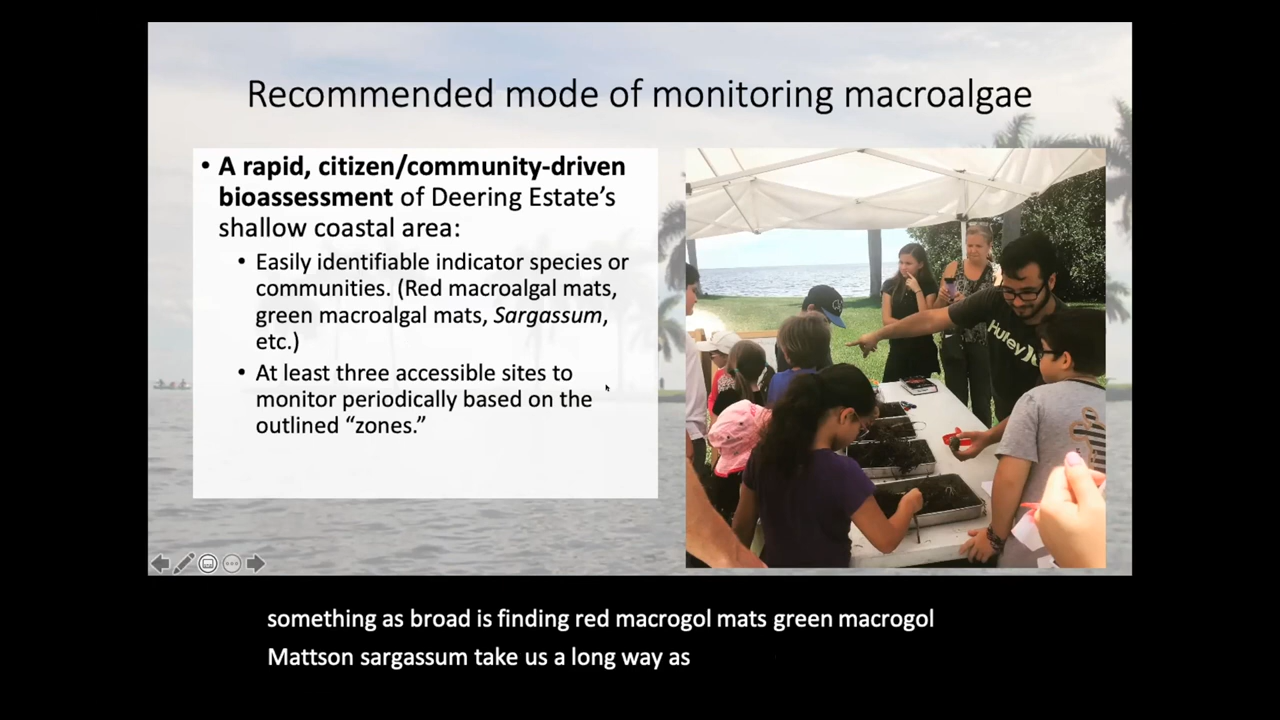 Recommended mode of monitoring macroalgae
• A rapid, citizen/community-driven
bioassessment of Deering Estate's
shallow coastal area:
• Easily identifiable indicator species or
communities. (Red macroalgal mats,
green macroalgal mats, Sargassum,
etc.)
• At least three accessible sites to
monitor periodically based on the
outlined “zones.”
Hurley
something as broad is finding red macrogol mats green macrogol
Mattson sargassum take us a long way as